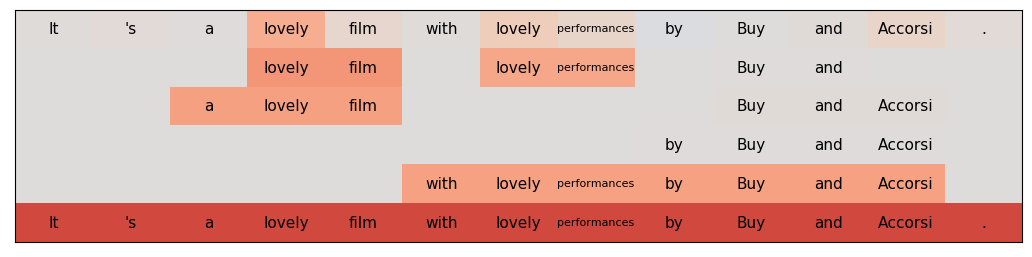 It 's a lovely film with lovely performances by Buy and Accorsi .
lovely film lovely performances Buy and
a lovely film Buy and Accorsi
by Buy and Accorsi
with lovely performances by Buy and Accorsi
It 's a lovely film with lovely performances by Buy and Accorsi .